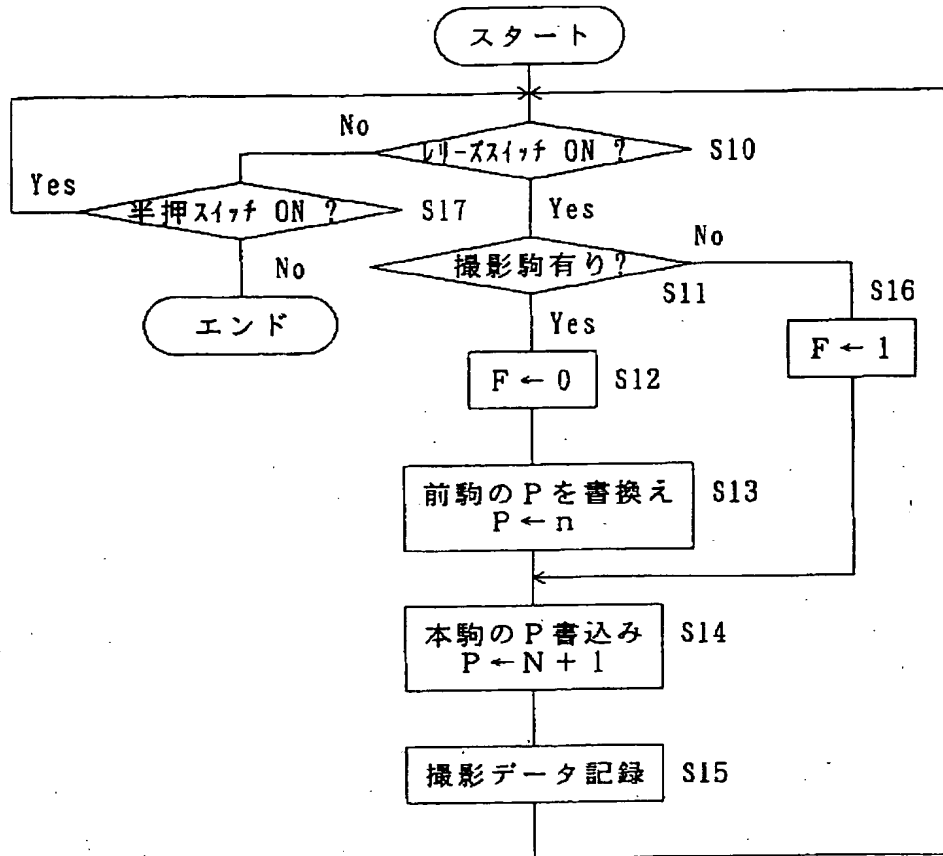 スタート
No
レリーズスイッチ ON ?
S10
Yes
半押スイッチ ON ?
S17
Yes
No
撮影駒有り?
S11
No
S16
エンド
Yes
F ← 1
F ← 0
S12
前駒のPを書換え
P ← n
S13
本駒のP書込み
P ← N + 1
S14
撮影データ記録
S15